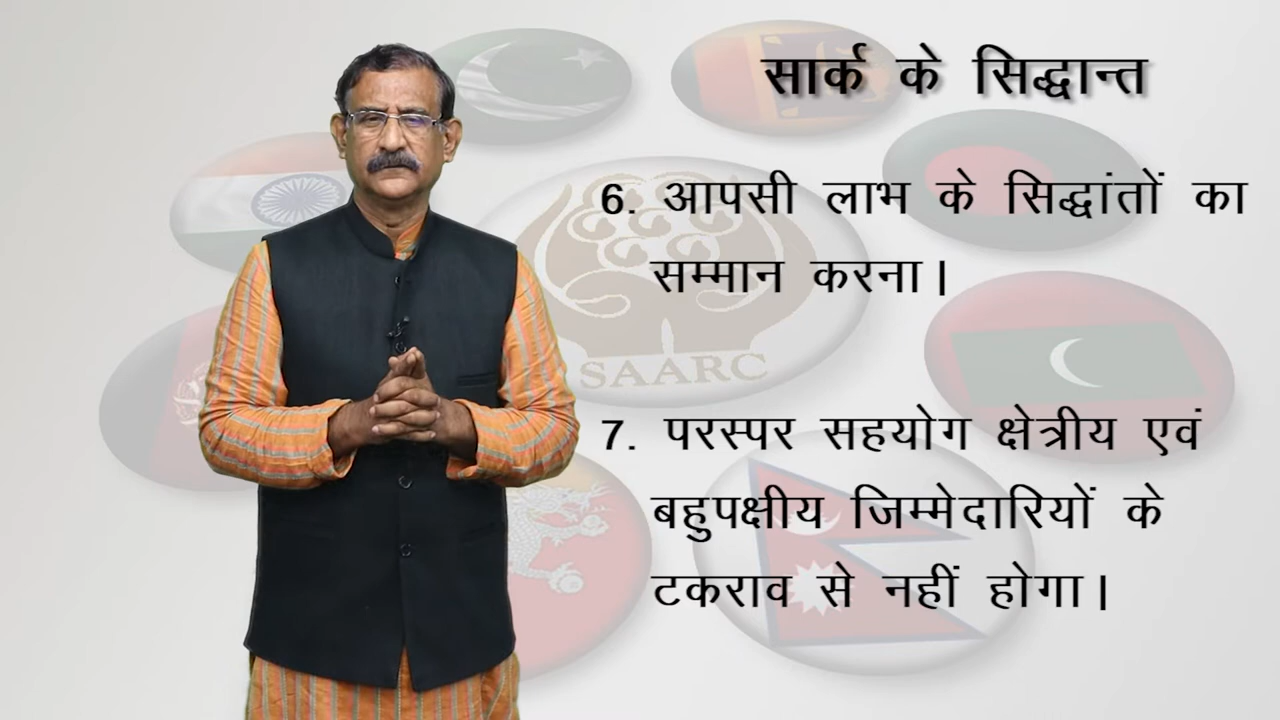 सार्क के सिद्धान्त
6. आपसी लाभ के सिद्धांतों का
सम्मान करना।
SAARC
7. परस्पर सहयोग क्षेत्रीय एवं
बहुपक्षीय जिम्मेदारियों के
टकराव से नहीं होगा।